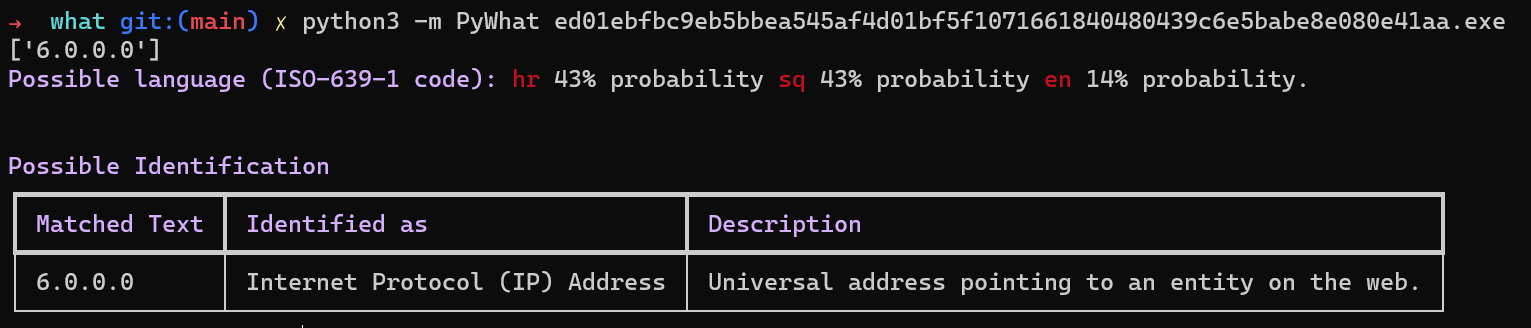 → what git:(main) ✗ python3 -m PyWhat ed01ebfbc9eb5bbea545af4d01bf5f1071661840480439c6e5babe8e080e41aa.exe
['6.0.0.0']
Possible language (ISO-639-1 code): hr 43% probability sq 43% probability en 14% probability.
Possible Identification
Matched Text Identified as Description
6.0.0.0 Internet Protocol (IP) Address Universal address pointing to an entity on the web.